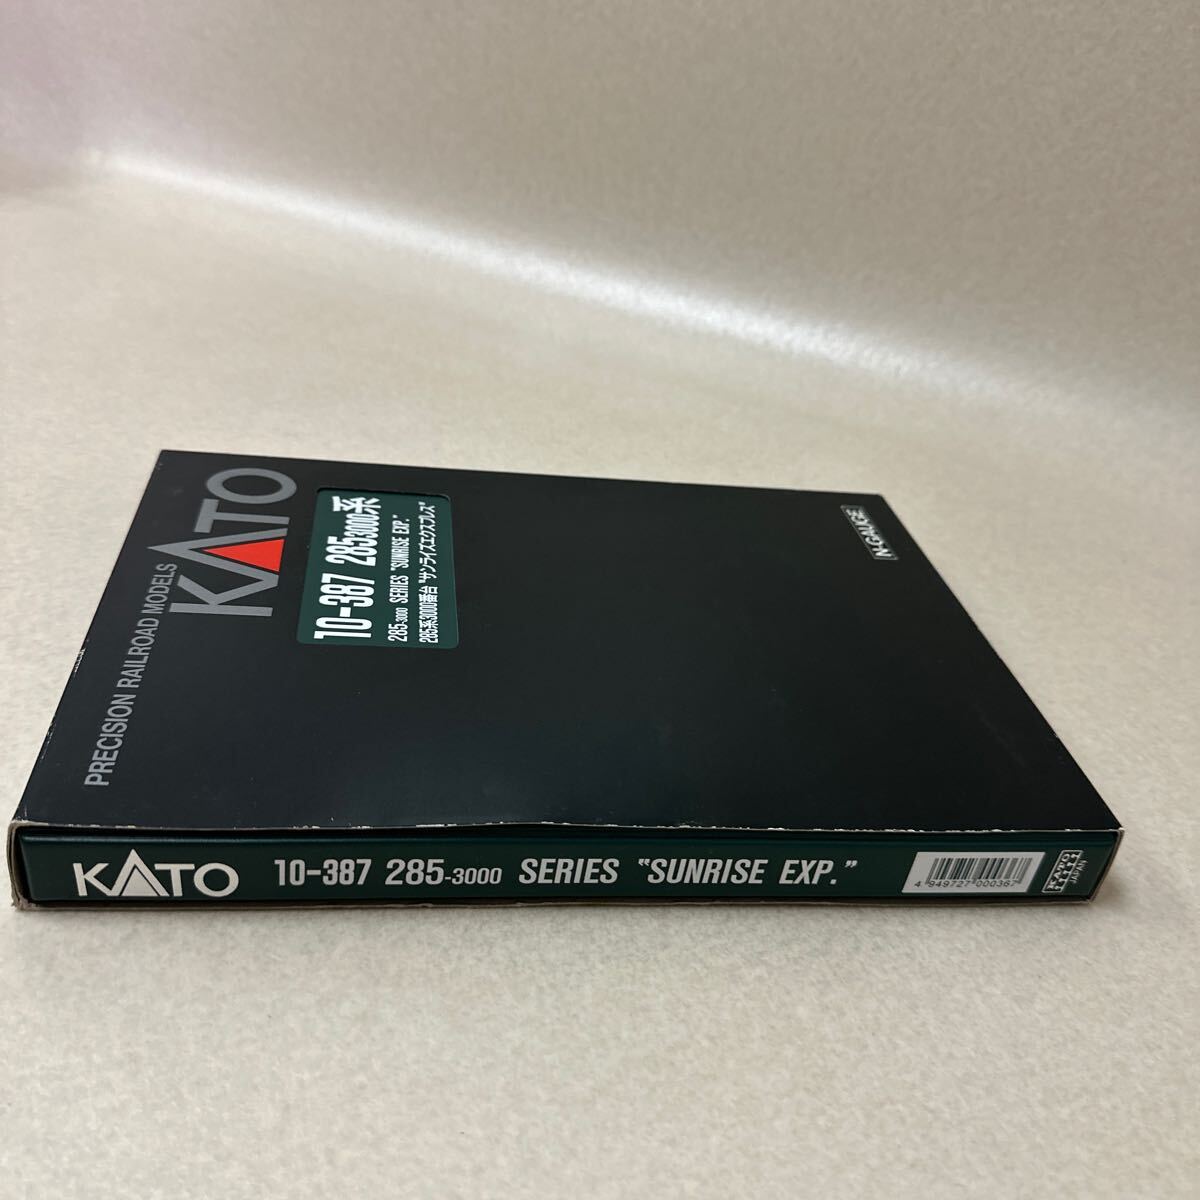 PRECISION RAILROAD MODELS
KATO
10-387 285 3000系
285-3000 SERIES "SUNRISE EXP."
285系3000番台 "サンライズエクスプレス"
N-GAUGE
KATO 10-387 285-3000 SERIES "SUNRISE EXP."
4 949727 000367
KATO
JAPAN